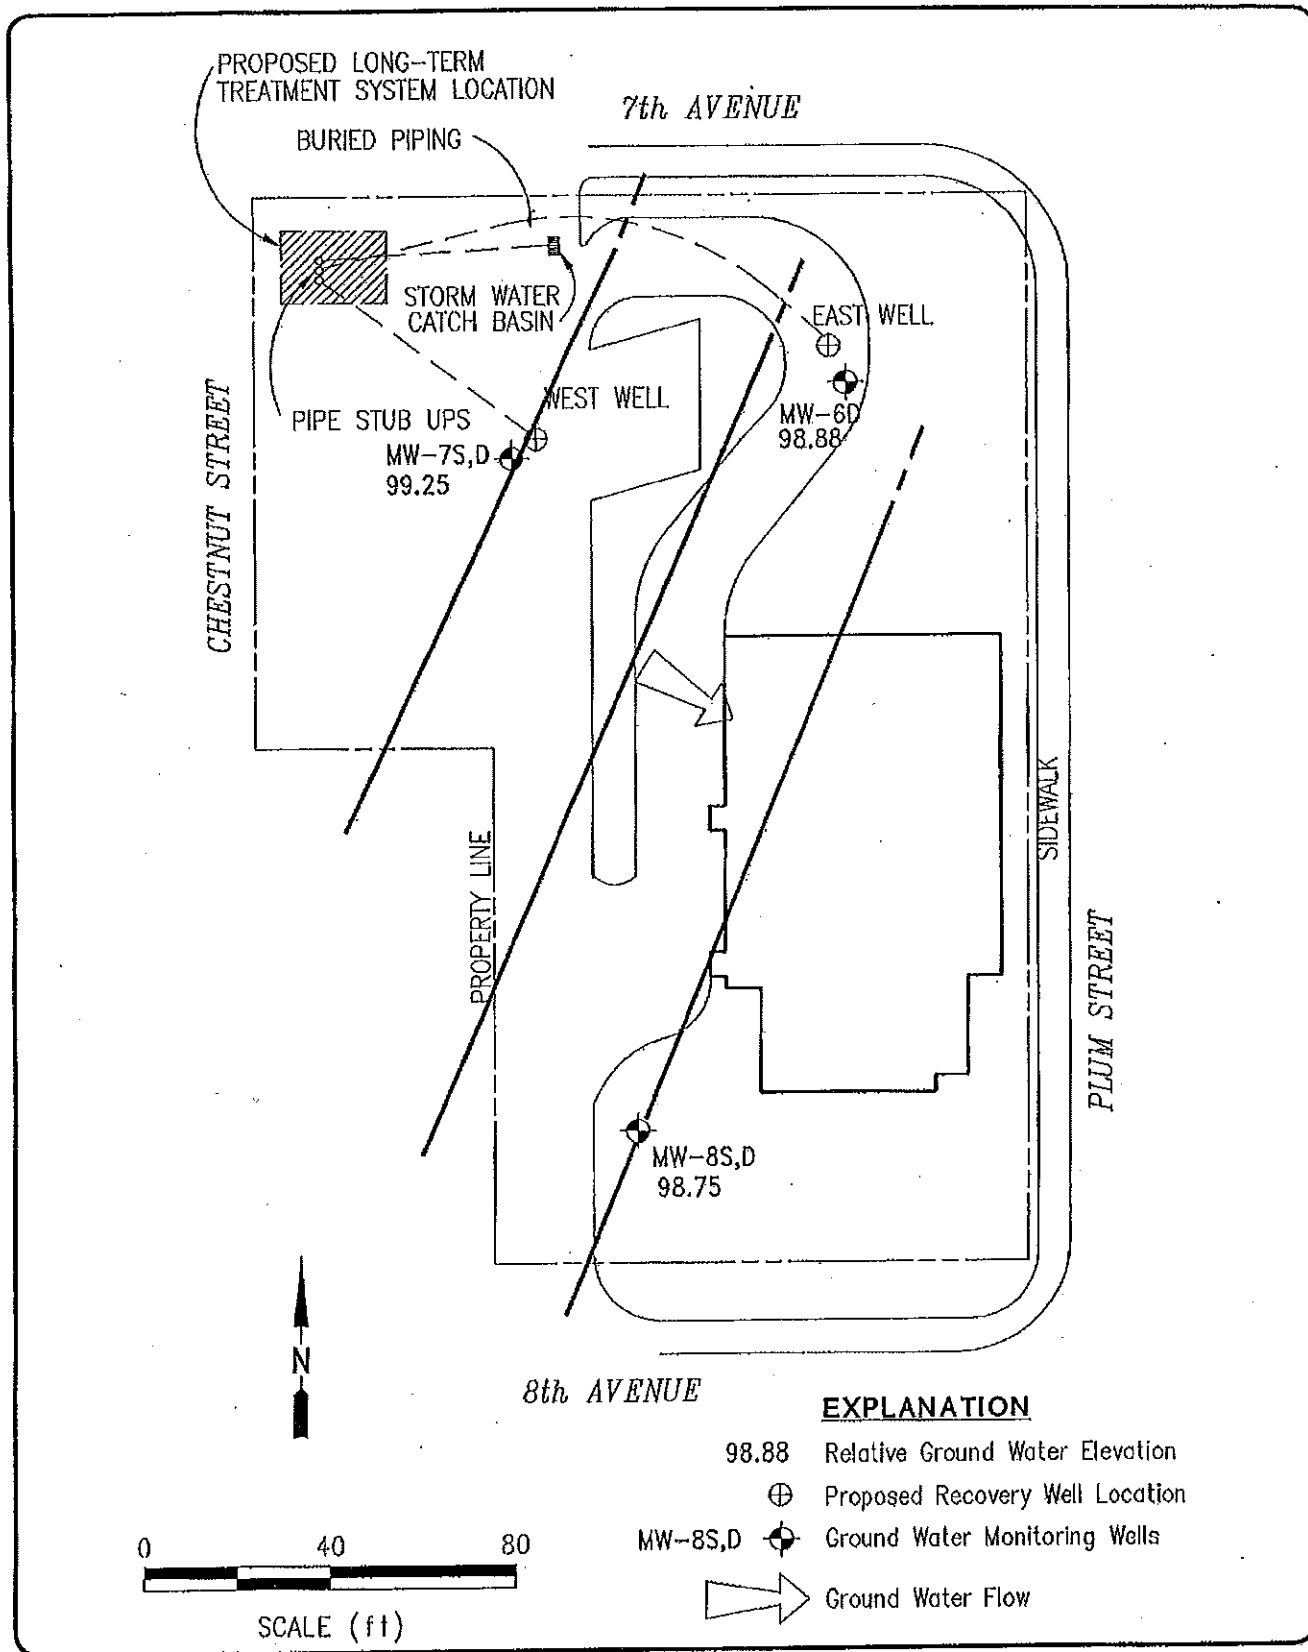 PROPOSED LONG-TERM
TREATMENT SYSTEM LOCATION
7th AVENUE
BURIED PIPING
STORM WATER
CATCH BASIN
EAST WELL
WEST WELL
PIPE STUB UPS
MW-6D
98.88
MW-7S,D
99.25
CHESTNUT STREET
PROPERTY LINE
SIDEWALK
PLUM STREET
MW-8S,D
98.75
N
8th AVENUE
EXPLANATION
98.88 Relative Ground Water Elevation
Proposed Recovery Well Location
MW-8S,D Ground Water Monitoring Wells
Ground Water Flow
0 40 80
SCALE (ft)